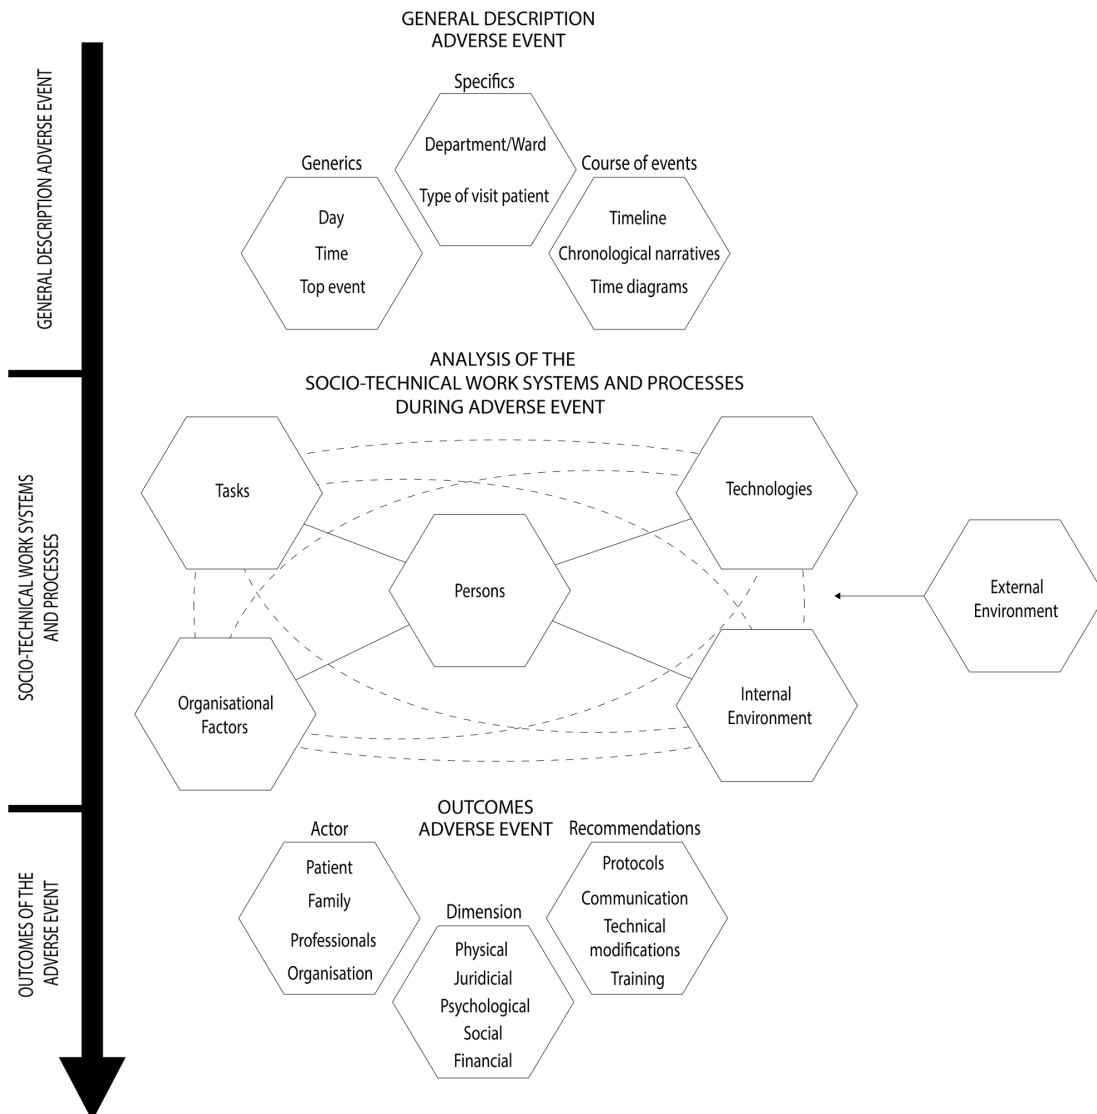 GENERAL DESCRIPTION
ADVERSE EVENT
GENERAL DESCRIPTION ADVERSE EVENT
Specifics
Department/Ward
Type of visit patient
Generics
Day
Time
Top event
Course of events
Timeline
Chronological narratives
Time diagrams
ANALYSIS OF THE
SOCIO-TECHNICAL WORK SYSTEMS AND PROCESSES
DURING ADVERSE EVENT
SOCIO-TECHNICAL WORK SYSTEMS
AND PROCESSES
Tasks
Technologies
Persons
External
Environment
Organisational
Factors
Internal
Environment
OUTCOMES
ADVERSE EVENT
OUTCOMES OF THE
ADVERSE EVENT
Actor
Patient
Family
Professionals
Organisation
Dimension
Physical
Juridicial
Psychological
Social
Financial
Recommendations
Protocols
Communication
Technical
modifications
Training